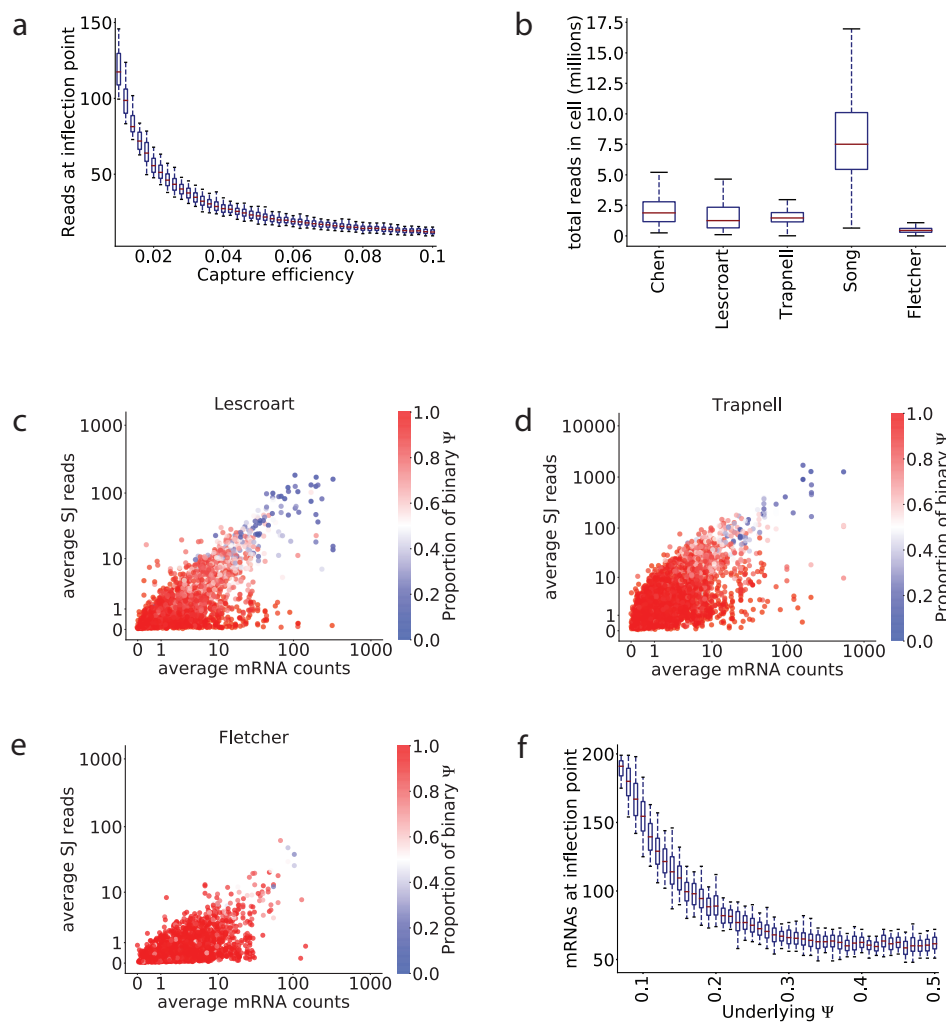 a
150
100
50
Reads at inflection point
0.02
0.04
0.06
0.08
0.1
Capture efficiency
b
17.5
15.0
12.5
10.0
7.5
5.0
2.5
0
total reads in cell (millions)
Chen
Lescroart
Trapnell
Song
Fletcher
c
Lescroart
1000
100
10
1
0
average SJ reads
0
1
10
100
1000
average mRNA counts
1.0
0.8
0.6
0.4
0.2
0.0
Proportion of binary Ψ
d
Trapnell
10000
1000
100
10
1
0
average SJ reads
0
1
10
100
1000
average mRNA counts
1.0
0.8
0.6
0.4
0.2
0.0
Proportion of binary Ψ
e
Fletcher
1000
100
10
1
0
average SJ reads
0
1
10
100
1000
average mRNA counts
1.0
0.8
0.6
0.4
0.2
0.0
Proportion of binary Ψ
f
200
150
100
50
mRNAs at inflection point
0.1
0.2
0.3
0.4
0.5
Underlying Ψ